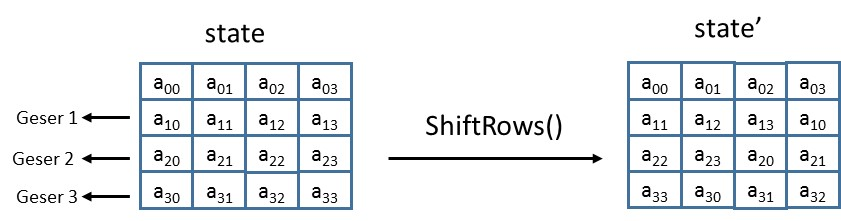 state
state’
a00 a01 a02 a03
a00 a01 a02 a03
Geser 1
a10 a11 a12 a13
ShiftRows()
a11 a12 a13 a10
Geser 2
a20 a21 a22 a23
a22 a23 a20 a21
Geser 3
a30 a31 a32 a33
a33 a30 a31 a32